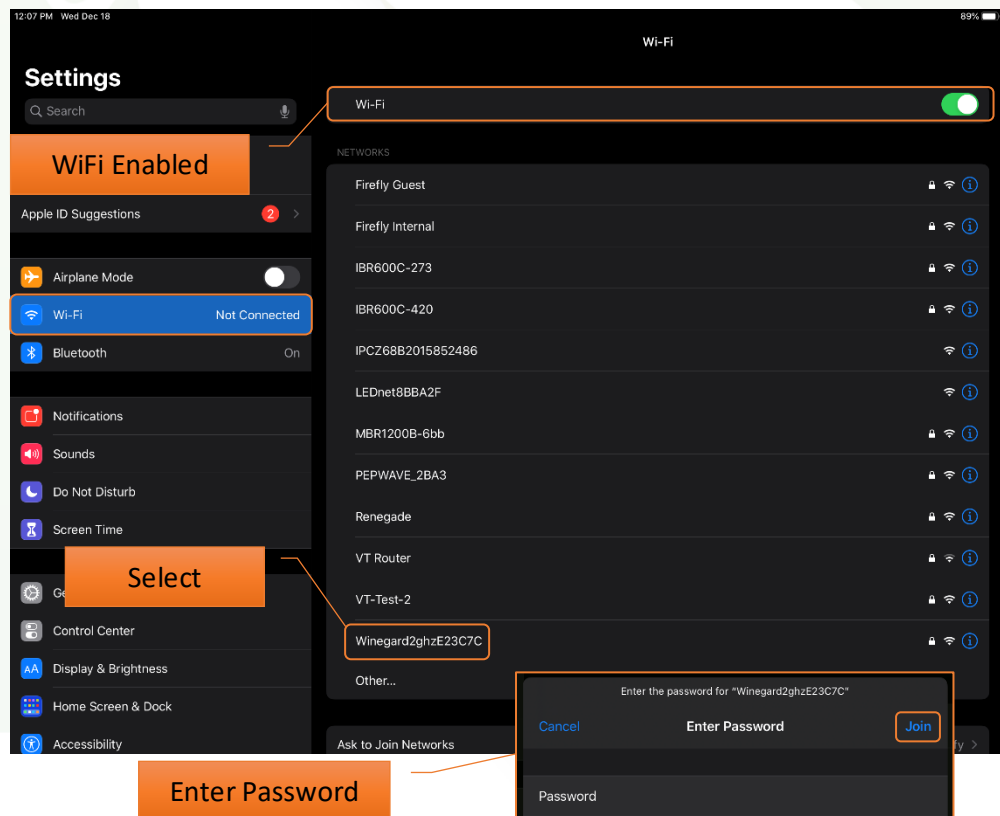 12:07 PM Wed Dec 18
89%
Wi-Fi
Settings
Search
WiFi Enabled
Apple ID Suggestions
2
Airplane Mode
Wi-Fi
Not Connected
Bluetooth
On
Notifications
Sounds
Do Not Disturb
Screen Time
Select
Control Center
AA
Display & Brightness
Home Screen & Dock
Accessibility
Wi-Fi
NETWORKS
Firefly Guest
Firefly Internal
IBR600C-273
IBR600C-420
IPCZ68B2015852486
LEDnet8BBA2F
MBR1200B-6bb
PEPWAVE_2BA3
Renegade
VT Router
VT-Test-2
Winegard2ghzE23C7C
Other...
Ask to Join Networks
Enter the password for "Winegard2ghzE23C7C"
Cancel
Enter Password
Join
Password
Enter Password